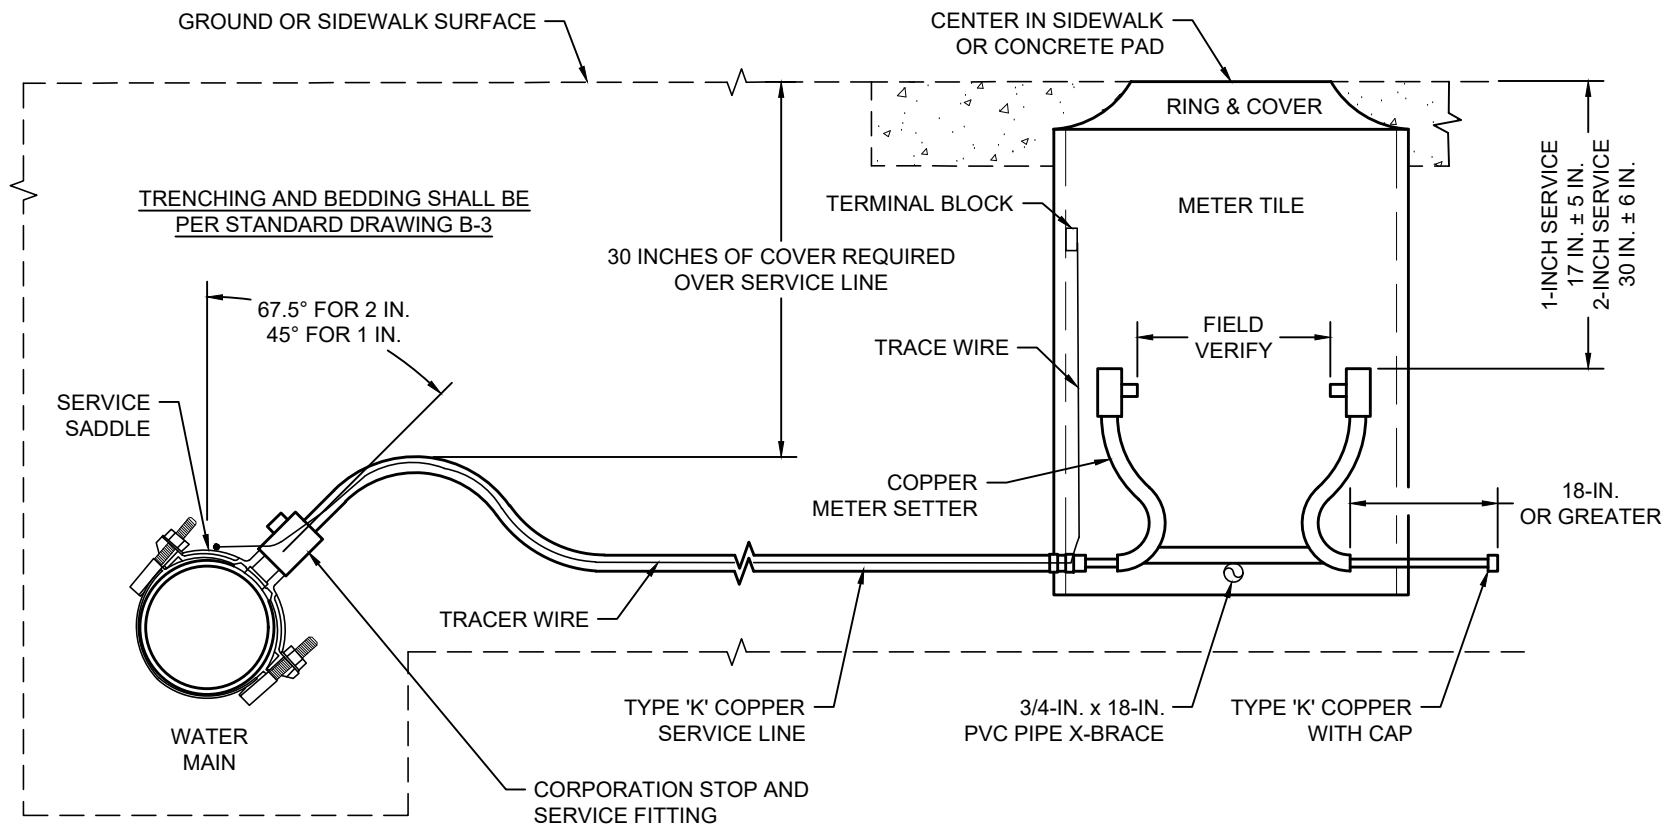 GROUND OR SIDEWALK SURFACE
CENTER IN SIDEWALK
OR CONCRETE PAD
RING & COVER
1-INCH SERVICE
17 IN. ± 5 IN.
2-INCH SERVICE
30 IN. ± 6 IN.
TRENCHING AND BEDDING SHALL BE
PER STANDARD DRAWING B-3
TERMINAL BLOCK
METER TILE
30 INCHES OF COVER REQUIRED
OVER SERVICE LINE
67.5° FOR 2 IN.
45° FOR 1 IN.
FIELD
VERIFY
TRACE WIRE
SERVICE
SADDLE
COPPER
METER SETTER
18-IN.
OR GREATER
TRACER WIRE
TYPE 'K' COPPER
SERVICE LINE
3/4-IN. x 18-IN.
PVC PIPE X-BRACE
TYPE 'K' COPPER
WITH CAP
WATER
MAIN
CORPORATION STOP AND
SERVICE FITTING